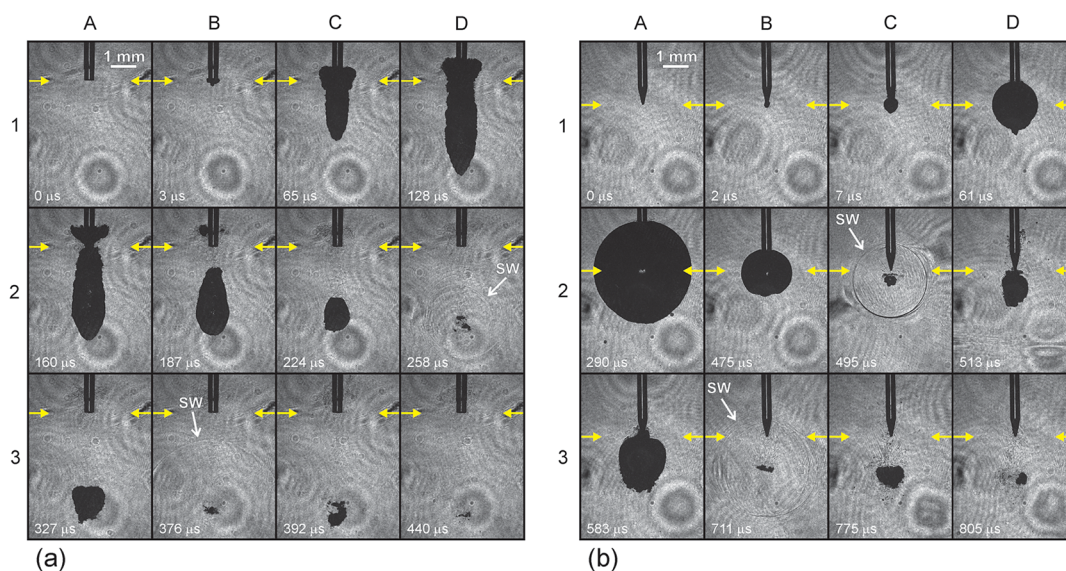 A B C D A B C D
1 mm 1 mm
1 1
0 μs 3 μs 65 μs 128 μs 0 μs 2 μs 7 μs 61 μs
SW SW
2 2
160 μs 187 μs 224 μs 258 μs 290 μs 475 μs 495 μs 513 μs
SW SW
3 3
327 μs 376 μs 392 μs 440 μs 583 μs 711 μs 775 μs 805 μs
(a) (b)